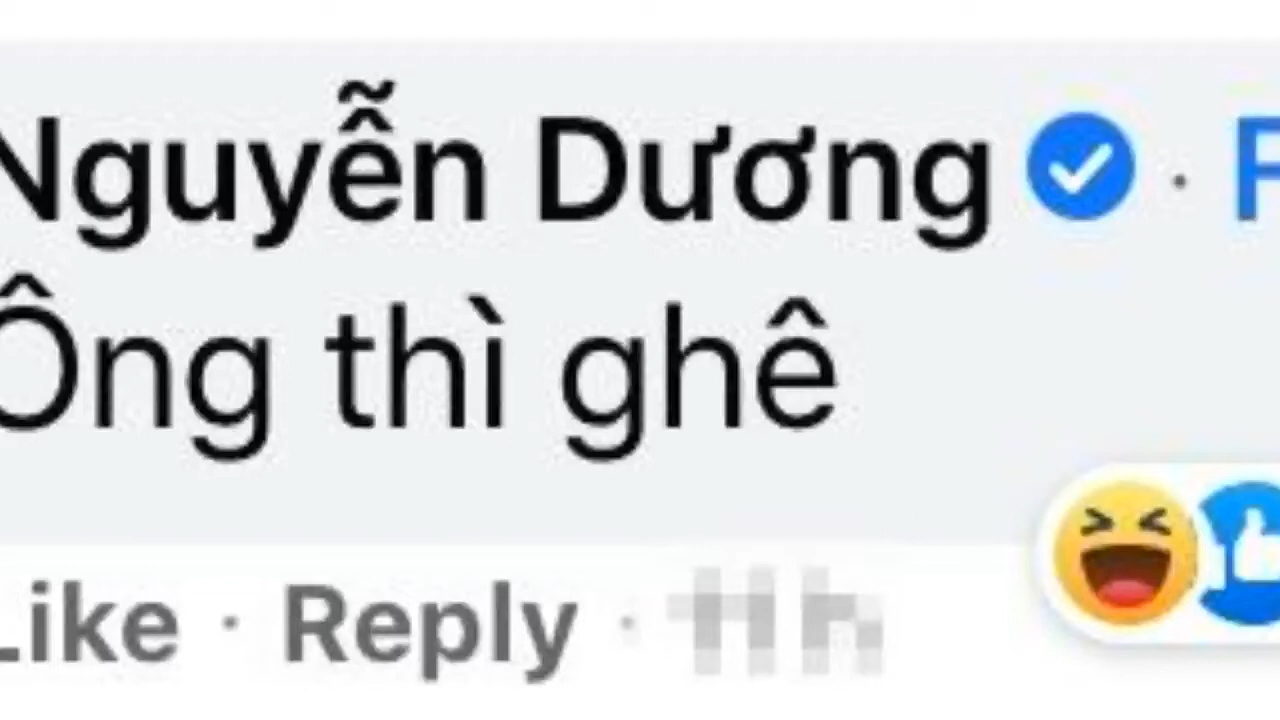 Nguyễn Dương · F
Ông thì ghê
Like · Reply ·